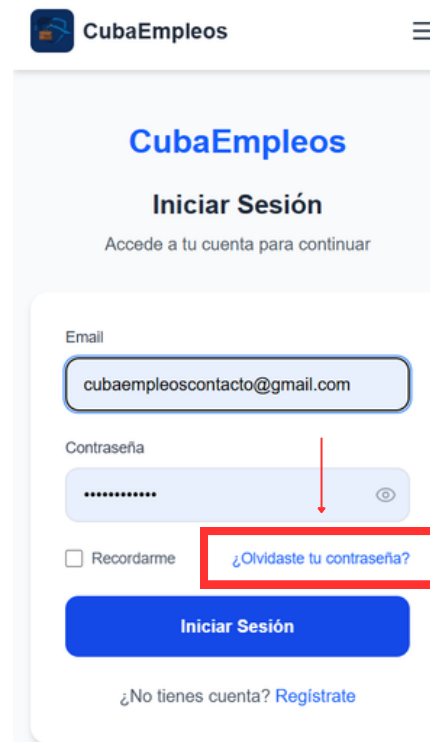 CubaEmpleos
CubaEmpleos
Iniciar Sesión
Accede a tu cuenta para continuar
Email
cubaempleoscontacto@gmail.com
Contraseña
••••••••••••
Recordarme ¿Olvidaste tu contraseña?
Iniciar Sesión
¿No tienes cuenta? Regístrate